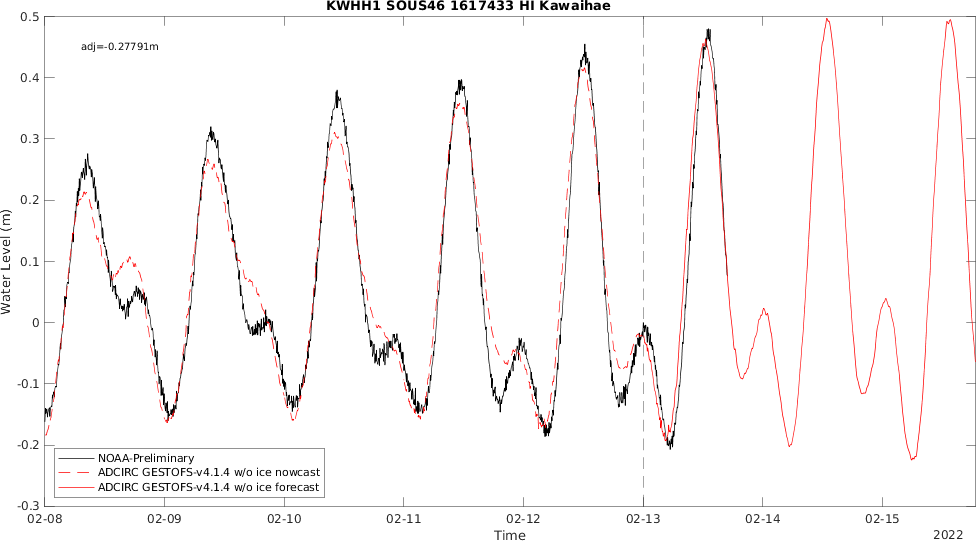 KWHH1 SOUS46 1617433 HI Kawaihae
adj=-0.27791m
Water Level (m)
0.5
0.4
0.3
0.2
0.1
0
-0.1
-0.2
-0.3
NOAA-Preliminary
ADCIRC GESTOFS-v4.1.4 w/o ice nowcast
ADCIRC GESTOFS-v4.1.4 w/o ice forecast
02-08 02-09 02-10 02-11 02-12 02-13 02-14 02-15
Time
2022